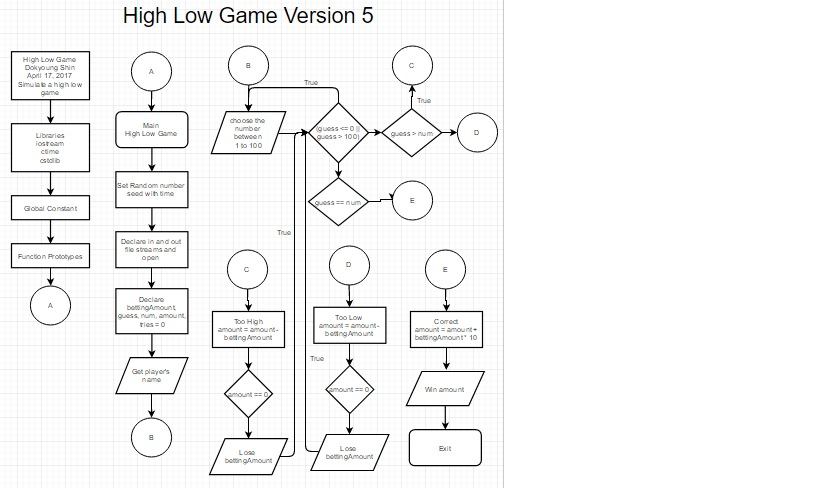 High Low Game Version 5
High Low Game
Dokyoung Shin
April 17, 2017
Simulate a high low
game
Libraries
iostream
ctime
cstdlib
Global Constant
Function Prototypes
A
A
Main
High Low Game
Set Random number
seed with time
Declare in and out
file streams and
open
Declare
bettingAmount,
guess, num, amount,
tries = 0
Get player's
name
B
B
choose the
number
between
1 to 100
True
(guess <= 0 ||
guess > 100)
guess > num
True
C
D
guess == num
E
True
C
Too High
amount = amount-
bettingAmount
amount == 0
Lose
bettingAmount
D
Too Low
amount = amount-
bettingAmount
True
amount == 0
Lose
bettingAmount
E
Correct
amount = amount+
bettingAmount* 10
Win amount
Exit